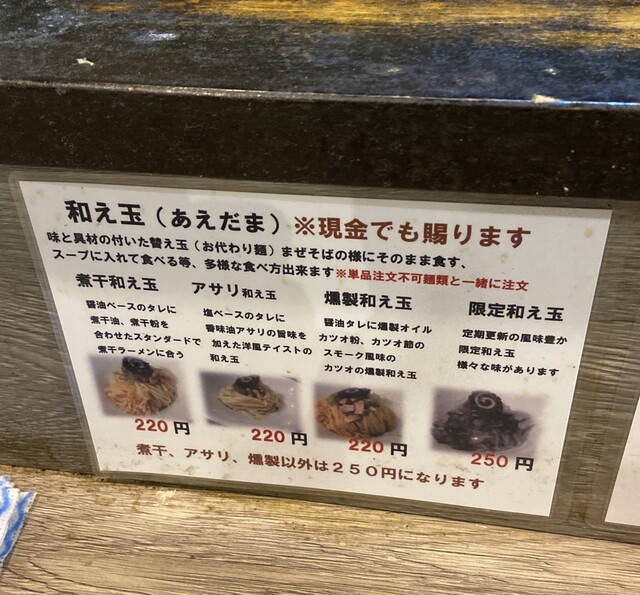 和え玉（あえだま）※現金でも賜ります
味と具材の付いた替え玉（お代わり麺）まぜそばの様にそのまま食す、
スープに入れて食べる等、多様な食べ方出来ます※単品注文不可麺類と一緒に注文
煮干和え玉
醤油ベースのタレに
煮干油、煮干粉を
合わせたスタンダードで
煮干ラーメンに合う
220円
アサリ和え玉
塩ベースのタレに
香味油アサリの旨味を
加えた洋風テイストの
和え玉
220円
燻製和え玉
醤油タレに燻製オイル
カツオ粉、カツオ節の
スモーク風味の
カツオの燻製和え玉
220円
限定和え玉
定期更新の風味豊か
限定和え玉
様々な味があります
250円
煮干、アサリ、燻製以外は２５０円になります